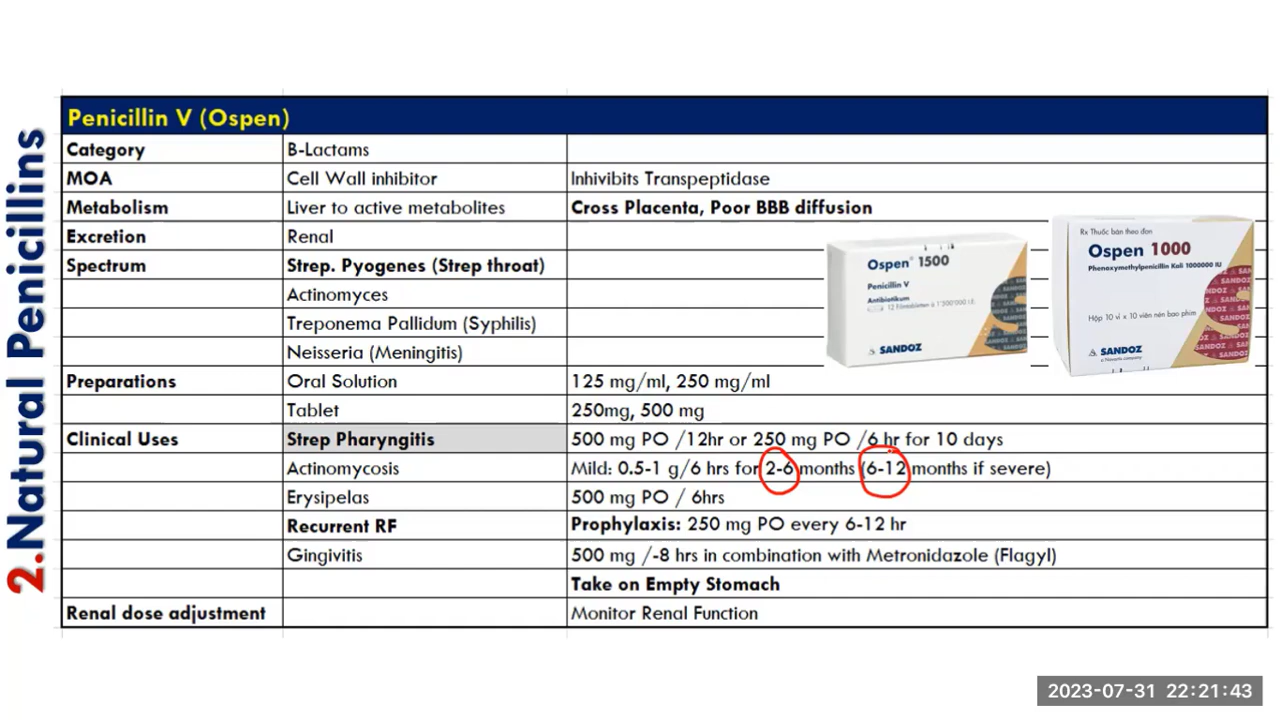 2.Natural Penicillins
Penicillin V (Ospen)
Category B-Lactams
MOA Cell Wall inhibitor Inhivibits Transpeptidase
Metabolism Liver to active metabolites Cross Placenta, Poor BBB diffusion
Excretion Renal
Spectrum Strep. Pyogenes (Strep throat)
Actinomyces
Treponema Pallidum (Syphilis)
Neisseria (Meningitis)
Preparations Oral Solution 125 mg/ml, 250 mg/ml
Tablet 250mg, 500 mg
Clinical Uses Strep Pharyngitis 500 mg PO /12hr or 250 mg PO /6 hr for 10 days
Actinomycosis Mild: 0.5-1 g/6 hrs for 2-6 months (6-12 months if severe)
Erysipelas 500 mg PO / 6hrs
Recurrent RF Prophylaxis: 250 mg PO every 6-12 hr
Gingivitis 500 mg /-8 hrs in combination with Metronidazole (Flagyl)
Take on Empty Stomach
Renal dose adjustment Monitor Renal Function
Ospen® 1500
Penicillin V
Antibiotikum
12 Filmtabletten à 1'500'000 I.E.
SANDOZ
Rx Thuốc bán theo đơn
Ospen 1000
Phenoxymethylpenicillin Kali 1000000 IU
Hộp 10 vỉ x 10 viên nén bao phim
SANDOZ
a Novartis company
2023-07-31 22:21:43